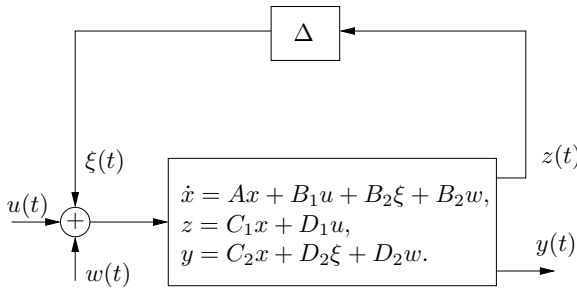 Δ
ξ(t)
z(t)
u(t)
+
w(t)
ẋ = Ax + B₁u + B₂ξ + B₂w,
z = C₁x + D₁u,
y = C₂x + D₂ξ + D₂w.
y(t)